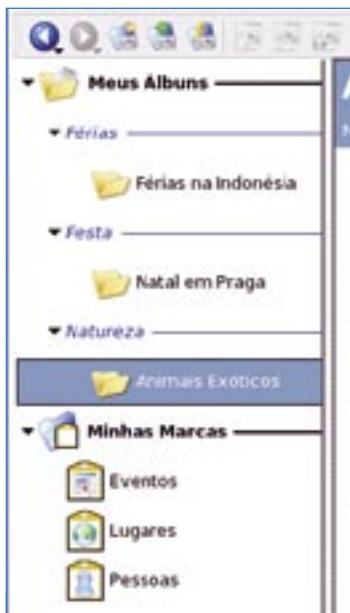 Meus Álbuns
Férias
Férias na Indonésia
Festa
Natal em Praga
Natureza
Animais Exóticos
Minhas Marcas
Eventos
Lugares
Pessoas